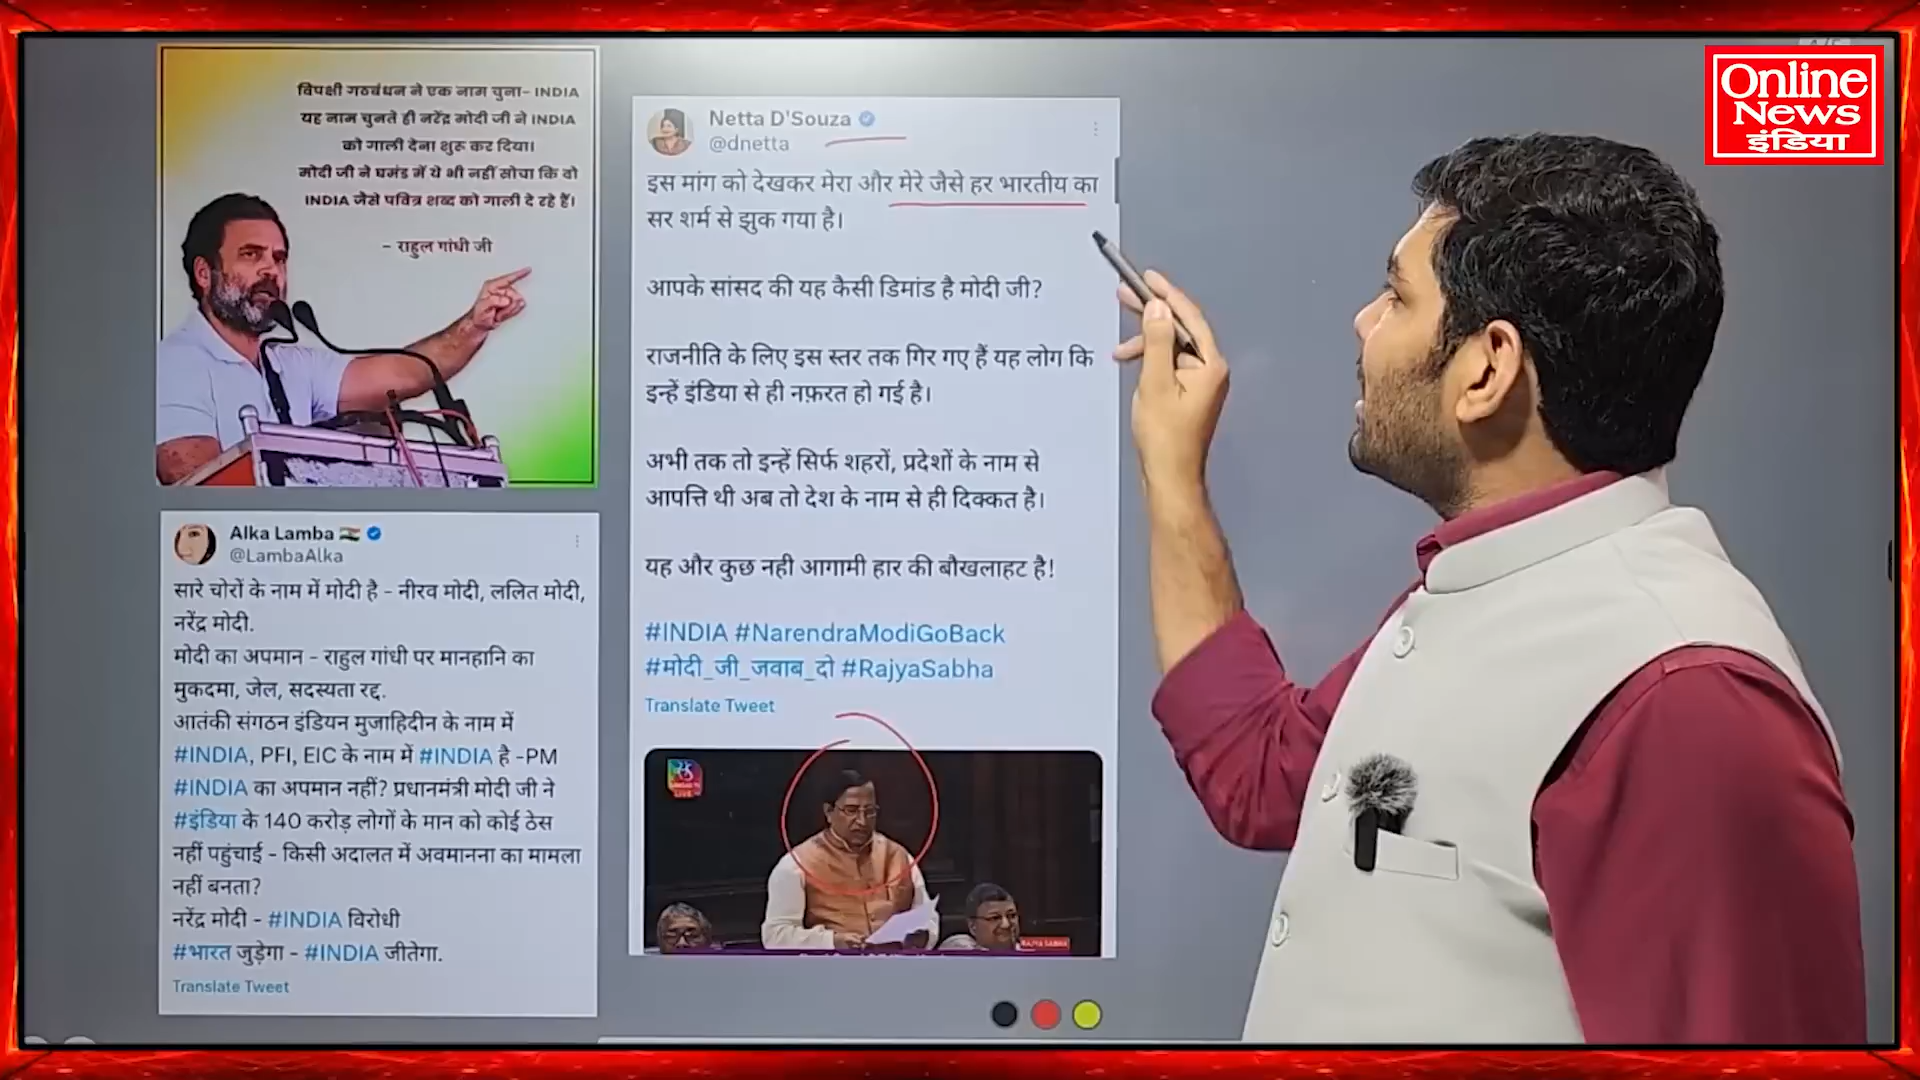 विपक्षी गठबंधन ने एक नाम चुना- INDIA
यह नाम चुनते ही नरेंद्र मोदी जी ने INDIA
को गाली देना शुरू कर दिया।
मोदी जी ने घमंड में ये भी नहीं सोचा कि वो
INDIA जैसे पवित्र शब्द को गाली दे रहे हैं।
- राहुल गांधी जी
Alka Lamba
@LambaAlka
सारे चोरों के नाम में मोदी है - नीरव मोदी, ललित मोदी,
नरेंद्र मोदी.
मोदी का अपमान - राहुल गांधी पर मानहानि का
मुकदमा, जेल, सदस्यता रद्द.
आतंकी संगठन इंडियन मुजाहिदीन के नाम में
#INDIA, PFI, EIC के नाम में #INDIA है -PM
#INDIA का अपमान नहीं? प्रधानमंत्री मोदी जी ने
#इंडिया के 140 करोड़ लोगों के मान को कोई ठेस
नहीं पहुंचाई - किसी अदालत में अवमानना का मामला
नहीं बनता?
नरेंद्र मोदी - #INDIA विरोधी
#भारत जुड़ेगा - #INDIA जीतेगा.
Translate Tweet
Netta D'Souza
@dnetta
इस मांग को देखकर मेरा और मेरे जैसे हर भारतीय का
सर शर्म से झुक गया है।
आपके सांसद की यह कैसी डिमांड है मोदी जी?
राजनीति के लिए इस स्तर तक गिर गए हैं यह लोग कि
इन्हें इंडिया से ही नफ़रत हो गई है।
अभी तक तो इन्हें सिर्फ शहरों, प्रदेशों के नाम से
आपत्ति थी अब तो देश के नाम से ही दिक्कत है।
यह और कुछ नही आगामी हार की बौखलाहट है!
#INDIA #NarendraModiGoBack
#मोदी_जी_जवाब_दो #RajyaSabha
Translate Tweet
RAJYA SABHA
Online
News
इंडिया